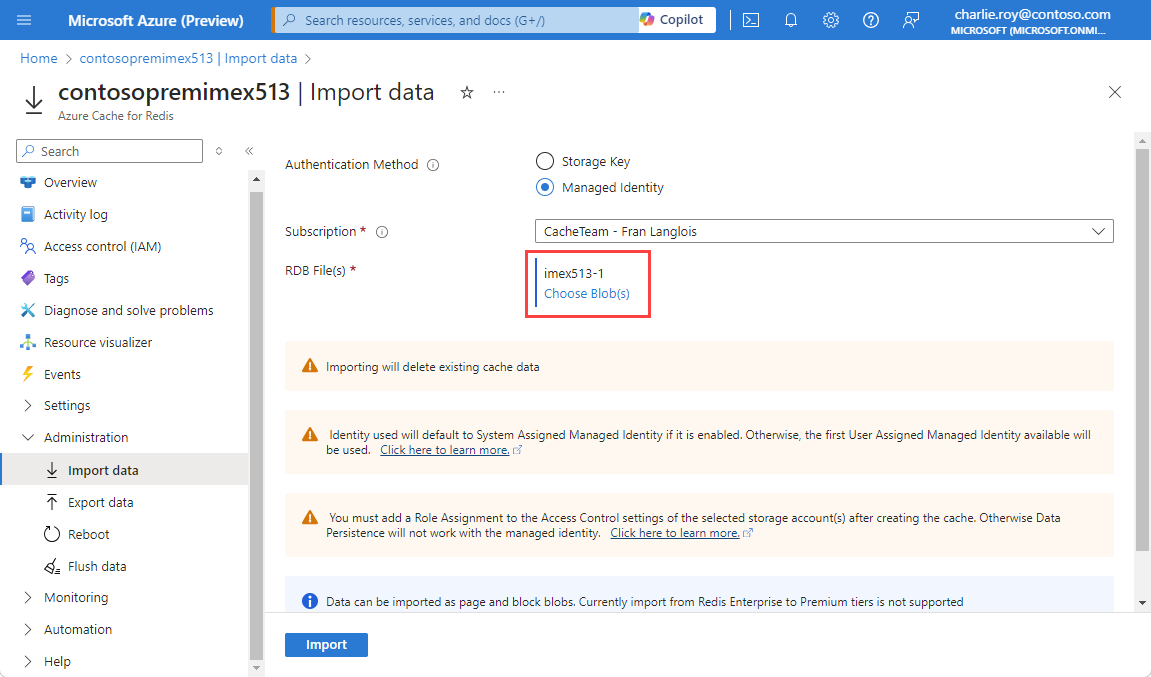 Microsoft Azure (Preview)
Search resources, services, and docs (G+/)
Copilot
charlie.roy@contoso.com
MICROSOFT (MICROSOFT.ONMI...
Home > contosopremimex513 | Import data >
contosopremimex513 | Import data
Azure Cache for Redis
Search
Overview
Activity log
Access control (IAM)
Tags
Diagnose and solve problems
Resource visualizer
Events
Settings
Administration
Import data
Export data
Reboot
Flush data
Monitoring
Automation
Help
Authentication Method
Storage Key
Managed Identity
Subscription *
CacheTeam - Fran Langlois
RDB File(s) *
imex513-1
Choose Blob(s)
Importing will delete existing cache data
Identity used will default to System Assigned Managed Identity if it is enabled. Otherwise, the first User Assigned Managed Identity available will
be used. Click here to learn more.
You must add a Role Assignment to the Access Control settings of the selected storage account(s) after creating the cache. Otherwise Data
Persistence will not work with the managed identity. Click here to learn more.
Data can be imported as page and block blobs. Currently import from Redis Enterprise to Premium tiers is not supported
Import